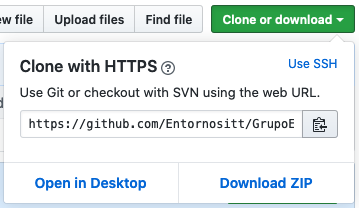 w file Upload files Find file Clone or download
Clone with HTTPS
Use SSH
Use Git or checkout with SVN using the web URL.
https://github.com/Entornositt/GrupoE
Open in Desktop Download ZIP